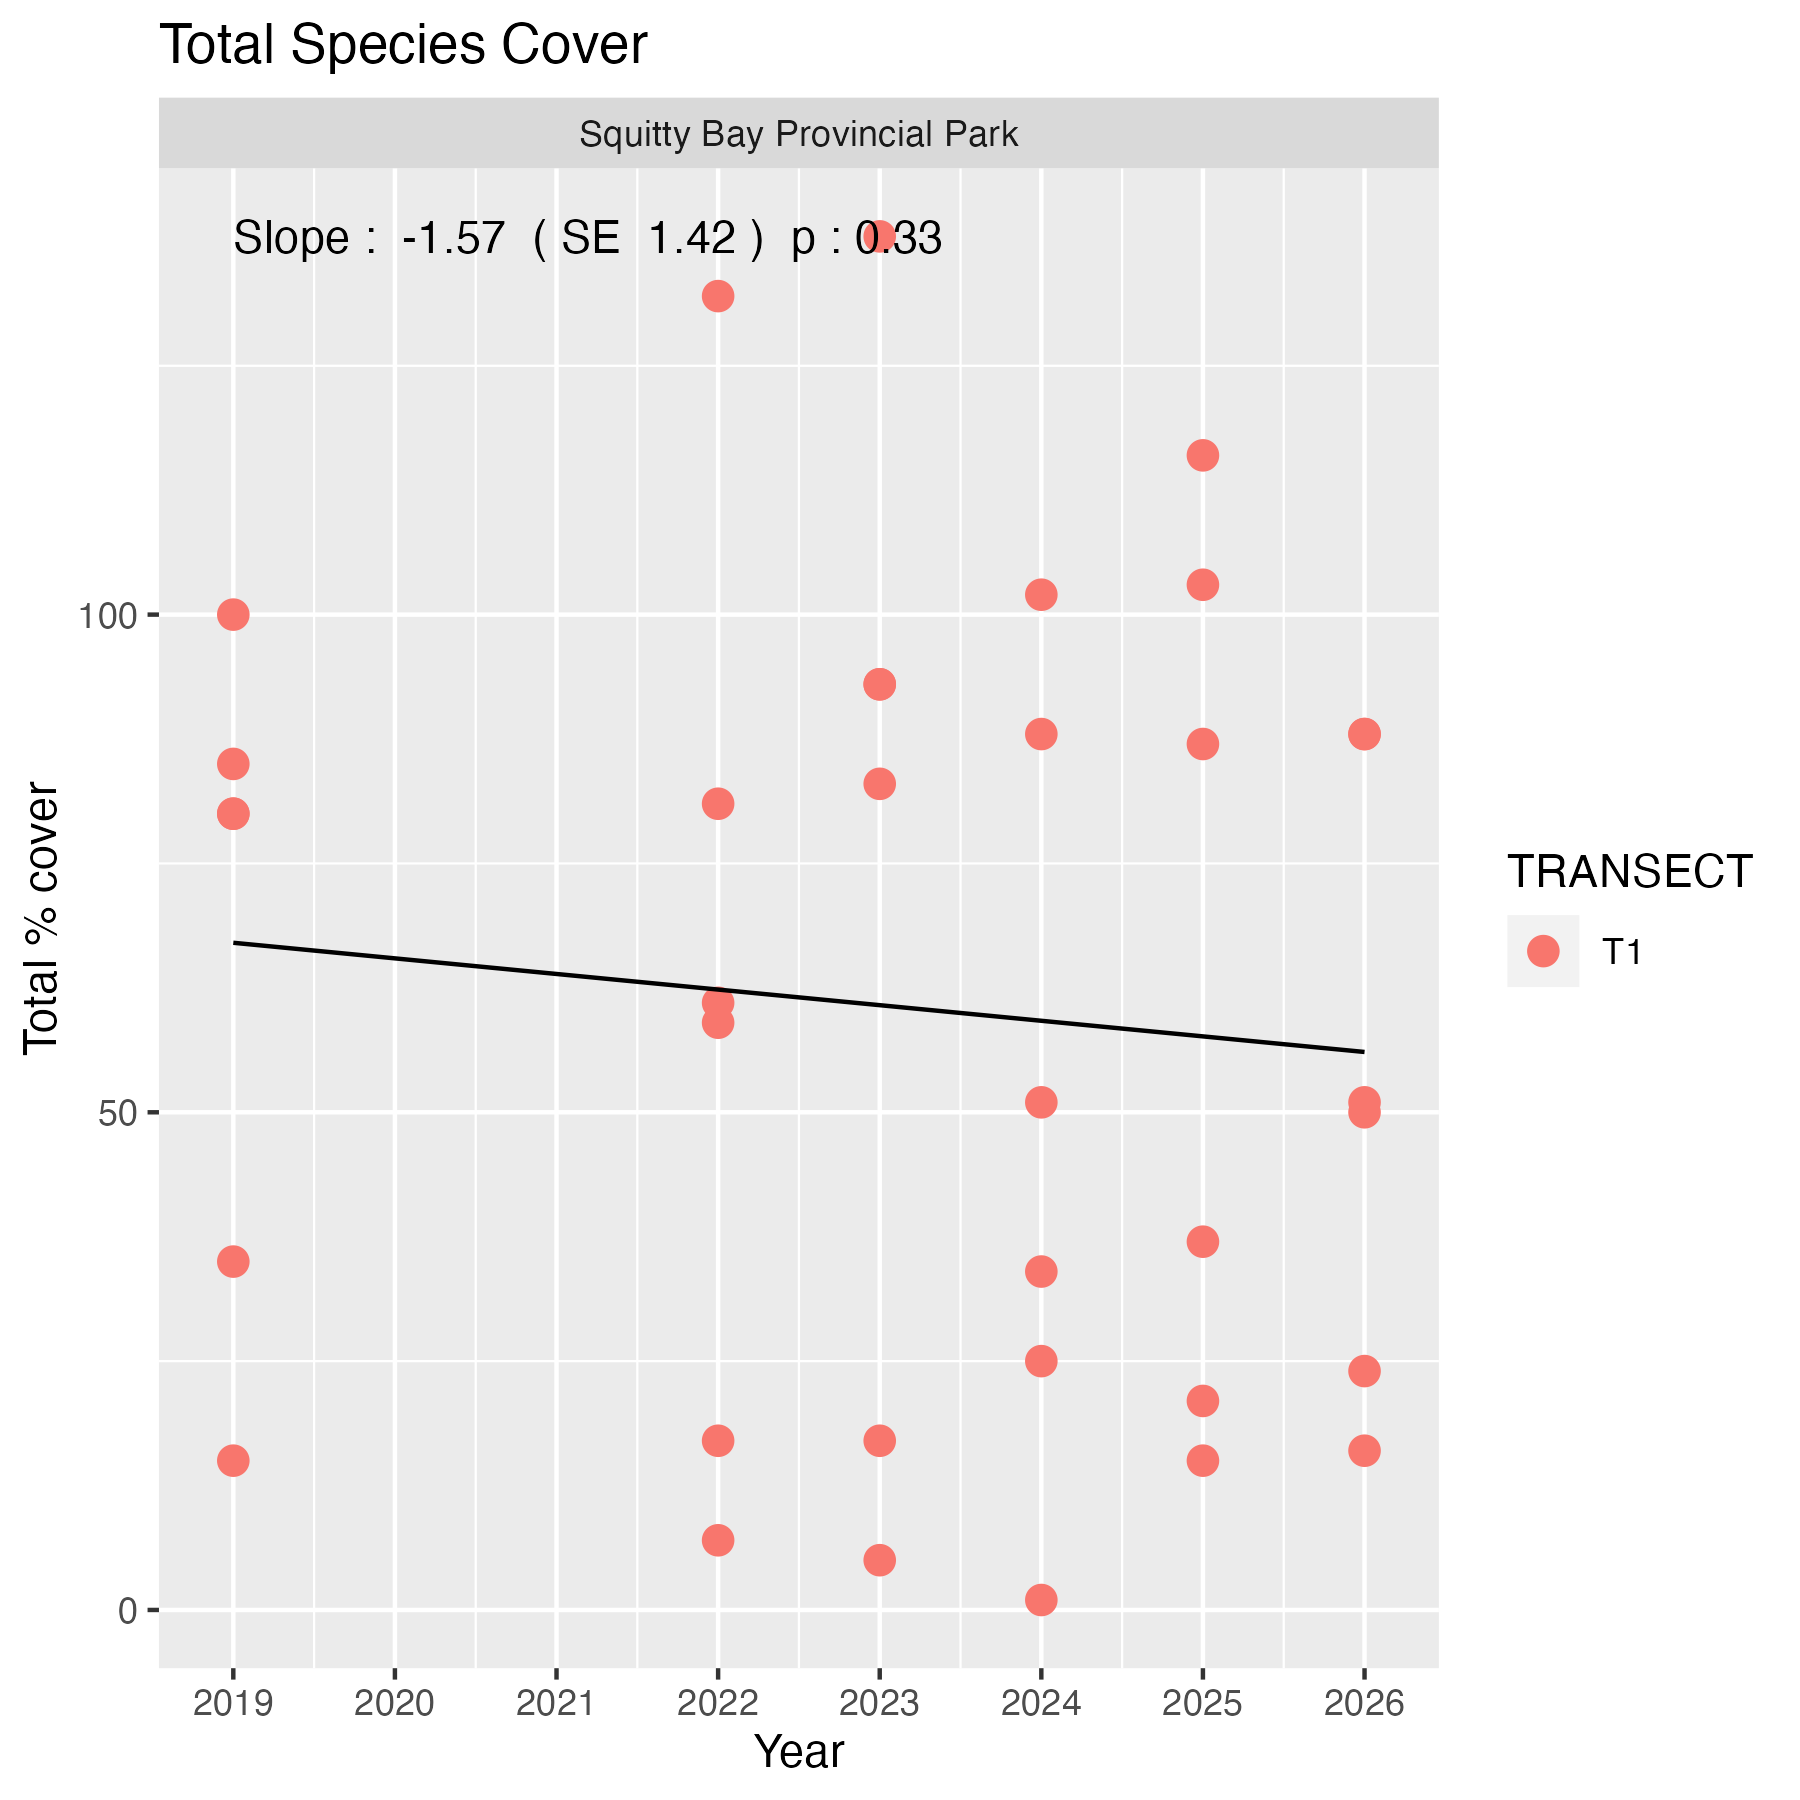 Total Species Cover
Squitty Bay Provincial Park
Slope : -1.57 ( SE 1.42 ) p : 0.33
Total % cover
100
50
0
2019 2020 2021 2022 2023 2024 2025 2026
Year
TRANSECT
T1